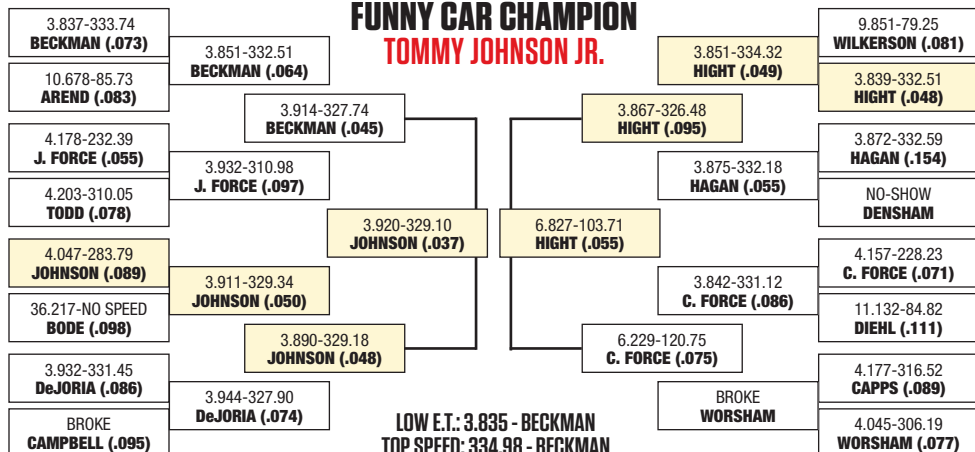 FUNNY CAR CHAMPION
TOMMY JOHNSON JR.
3.837-333.74
BECKMAN (.073)
10.678-85.73
AREND (.083)
4.178-232.39
J. FORCE (.055)
4.203-310.05
TODD (.078)
4.047-283.79
JOHNSON (.089)
36.217-NO SPEED
BODE (.098)
3.932-331.45
DeJORIA (.086)
BROKE
CAMPBELL (.095)
3.851-332.51
BECKMAN (.064)
3.932-310.98
J. FORCE (.097)
3.911-329.34
JOHNSON (.050)
3.944-327.90
DeJORIA (.074)
3.914-327.74
BECKMAN (.045)
3.890-329.18
JOHNSON (.048)
3.920-329.10
JOHNSON (.037)
6.827-103.71
HIGHT (.055)
3.867-326.48
HIGHT (.095)
6.229-120.75
C. FORCE (.075)
3.851-334.32
HIGHT (.049)
3.875-332.18
HAGAN (.055)
3.842-331.12
C. FORCE (.086)
BROKE
WORSHAM
9.851-79.25
WILKERSON (.081)
3.839-332.51
HIGHT (.048)
3.872-332.59
HAGAN (.154)
NO-SHOW
DENSHAM
4.157-228.23
C. FORCE (.071)
11.132-84.82
DIEHL (.111)
4.177-316.52
CAPPS (.089)
4.045-306.19
WORSHAM (.077)
LOW E.T.: 3.835 - BECKMAN
TOP SPEED: 334.98 - BECKMAN